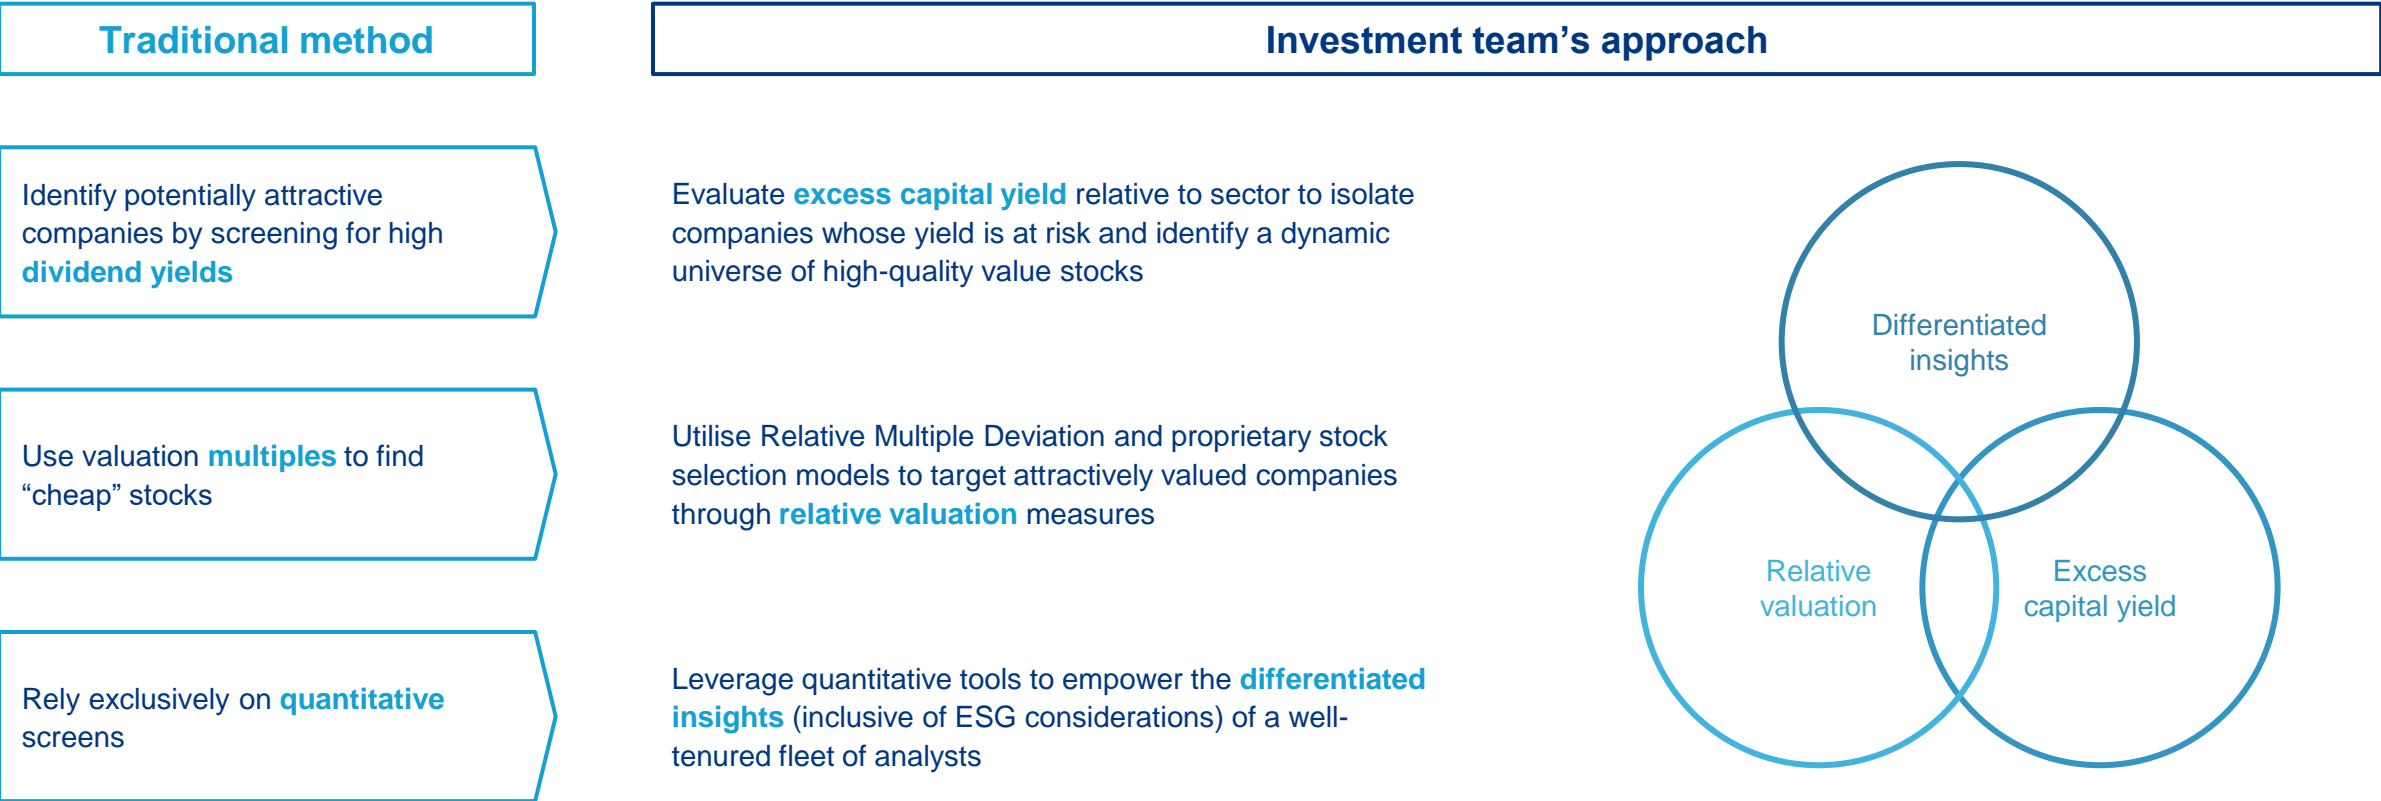 Traditional method
Investment team’s approach
Identify potentially attractive
companies by screening for high
dividend yields
Evaluate excess capital yield relative to sector to isolate
companies whose yield is at risk and identify a dynamic
universe of high-quality value stocks
Use valuation multiples to find
“cheap” stocks
Utilise Relative Multiple Deviation and proprietary stock
selection models to target attractively valued companies
through relative valuation measures
Rely exclusively on quantitative
screens
Leverage quantitative tools to empower the differentiated
insights (inclusive of ESG considerations) of a well-
tenured fleet of analysts
Differentiated
insights
Relative
valuation
Excess
capital yield